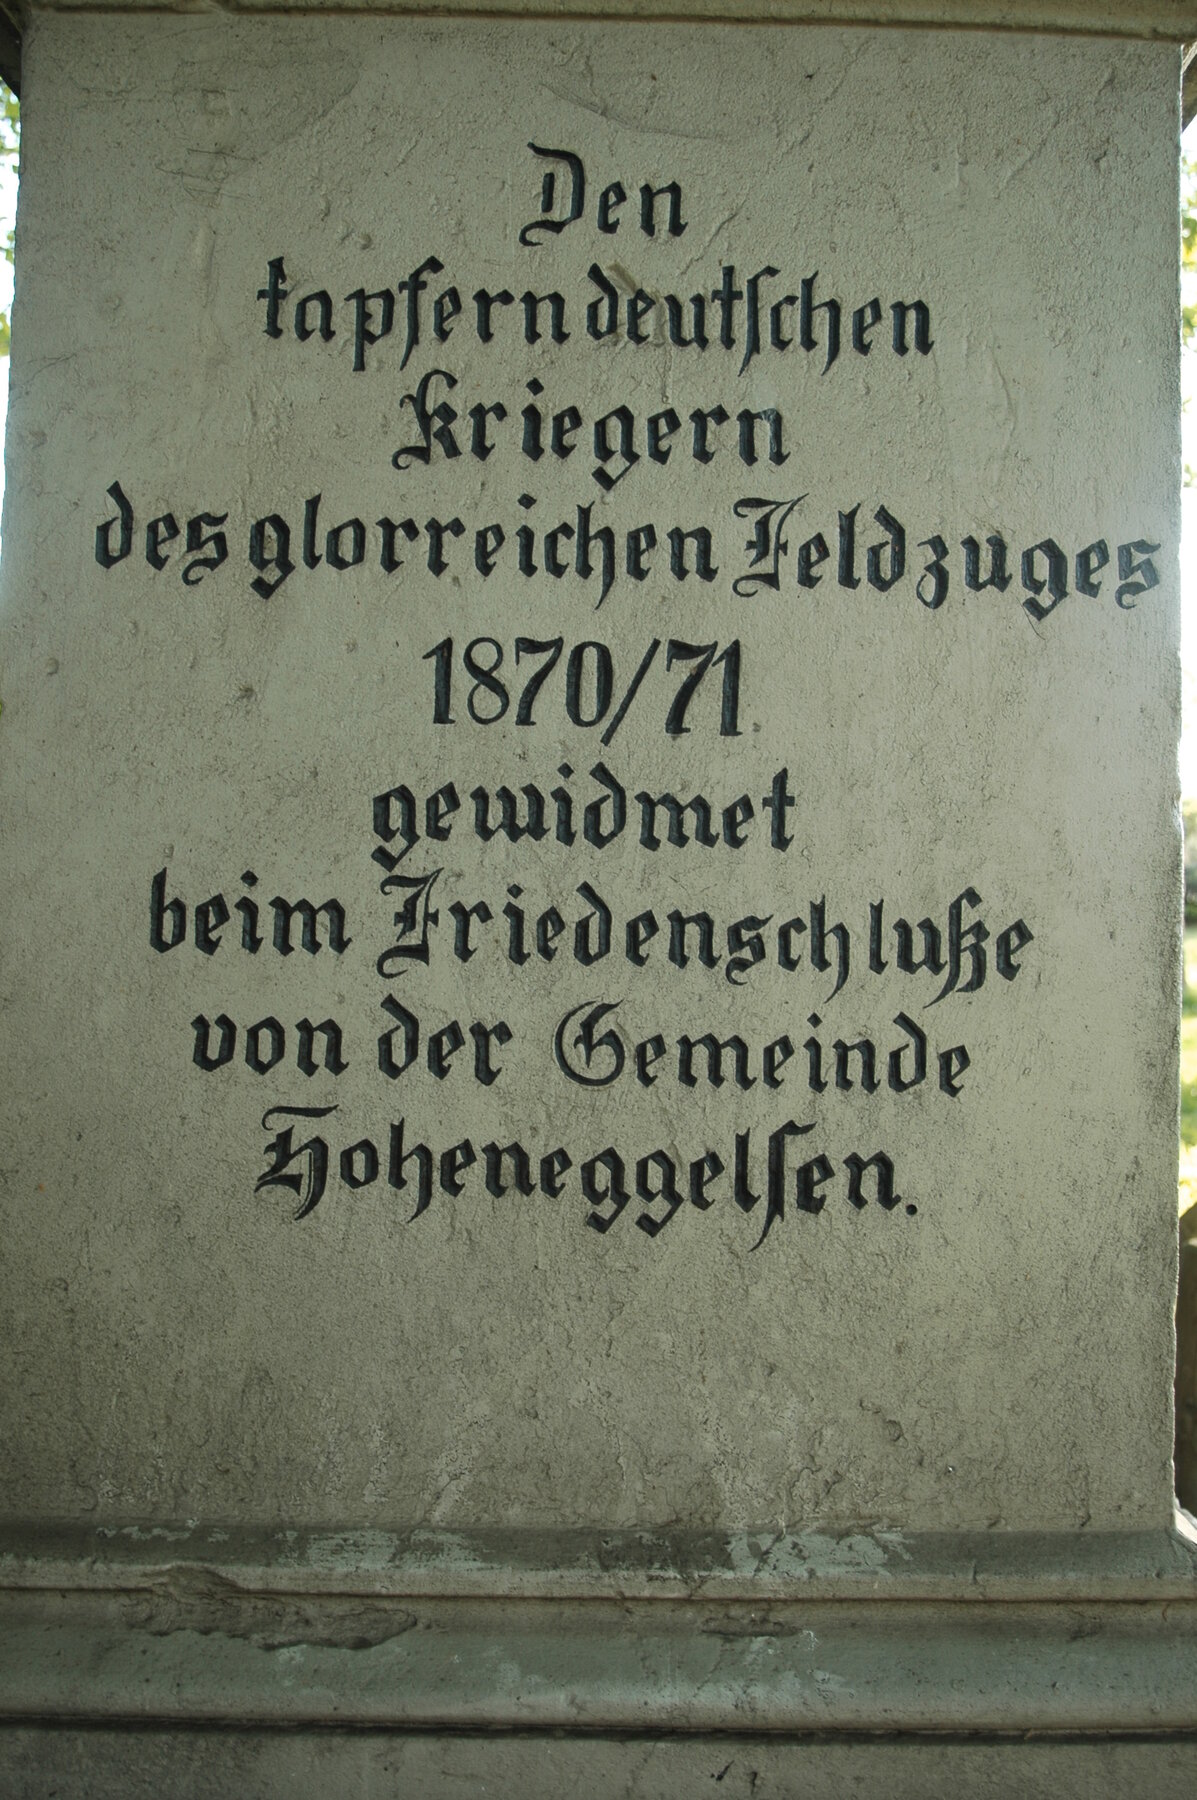 Den
tapfern deutschen
Kriegern
des glorreichen Feldzuges
1870/71
gewidmet
beim Friedenschluße
von der Gemeinde
Hoheneggelsen.